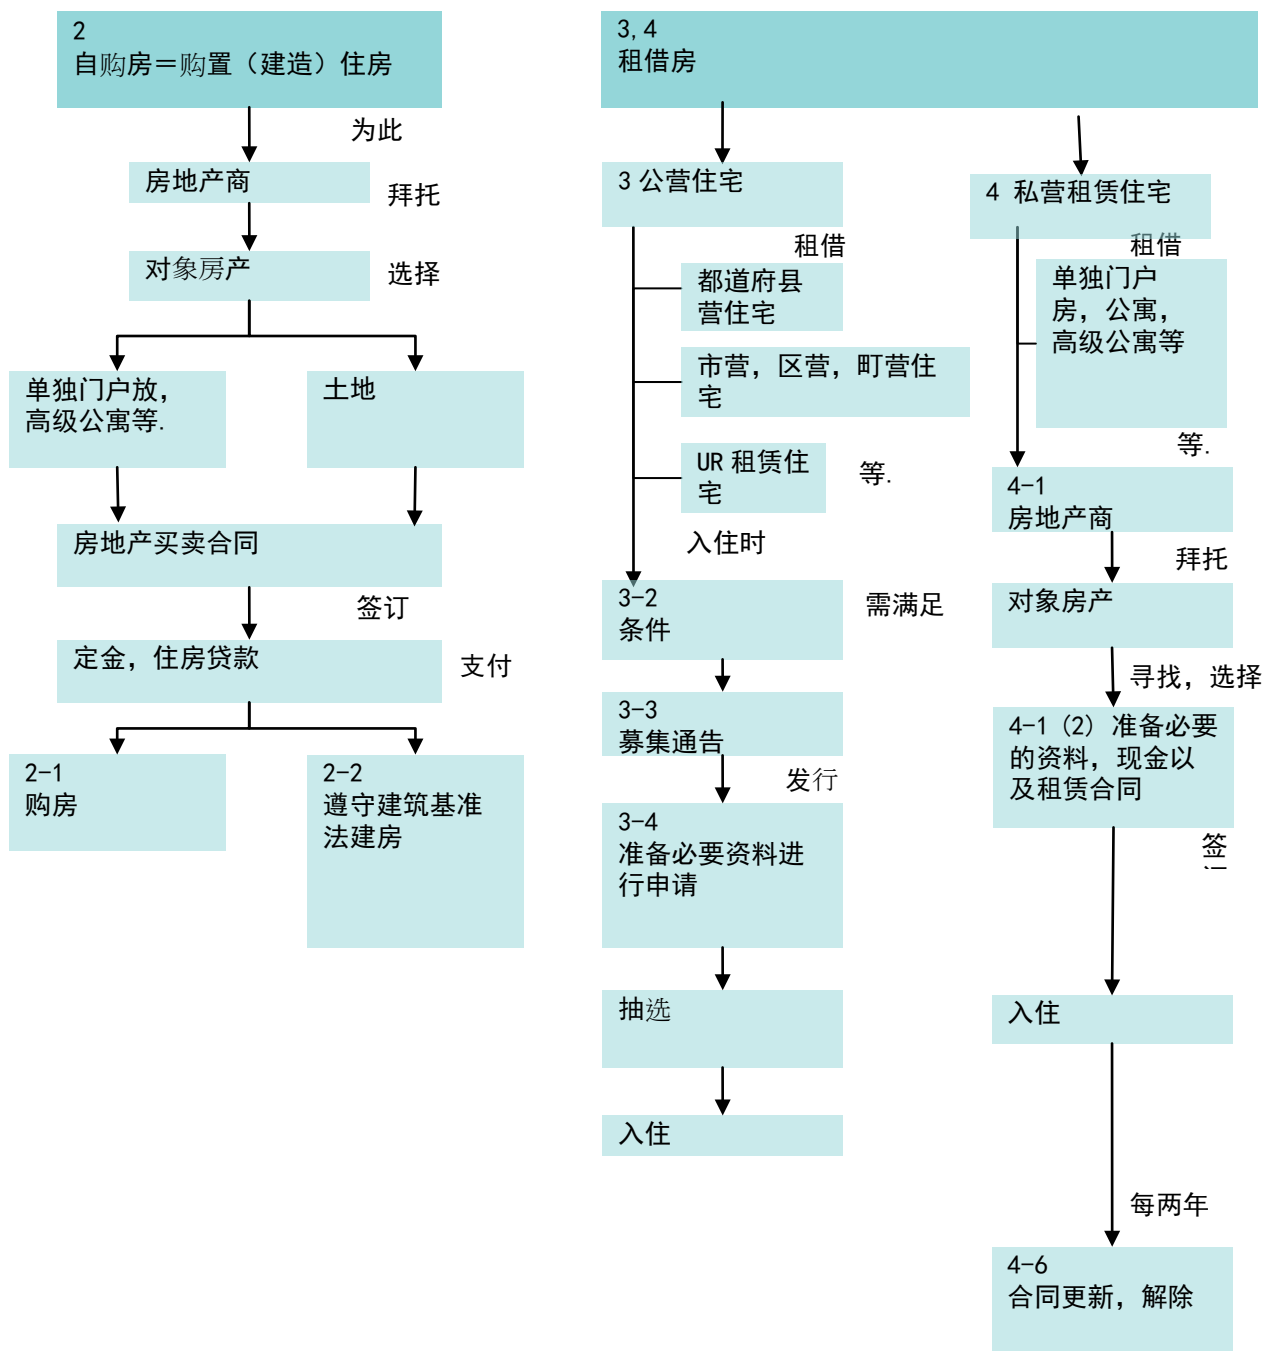 2
自购房＝购置（建造）住房
为此
房地产商
拜托
对象房产
选择
单独门户放，
高级公寓等.
土地
房地产买卖合同
签订
定金，住房贷款
支付
2-1
购房
2-2
遵守建筑基准
法建房
3,4
租借房
3 公营住宅
租借
都道府县
营住宅
市营，区营，町营住
宅
UR 租赁住
宅
等.
入住时
3-2
条件
需满足
3-3
募集通告
发行
3-4
准备必要资料进
行申请
抽选
入住
4 私营租赁住宅
租借
单独门户
房，公寓，
高级公寓等
等.
4-1
房地产商
拜托
对象房产
寻找，选择
4-1（2）准备必要
的资料，现金以
及租赁合同
签
入住
每两年
4-6
合同更新，解除